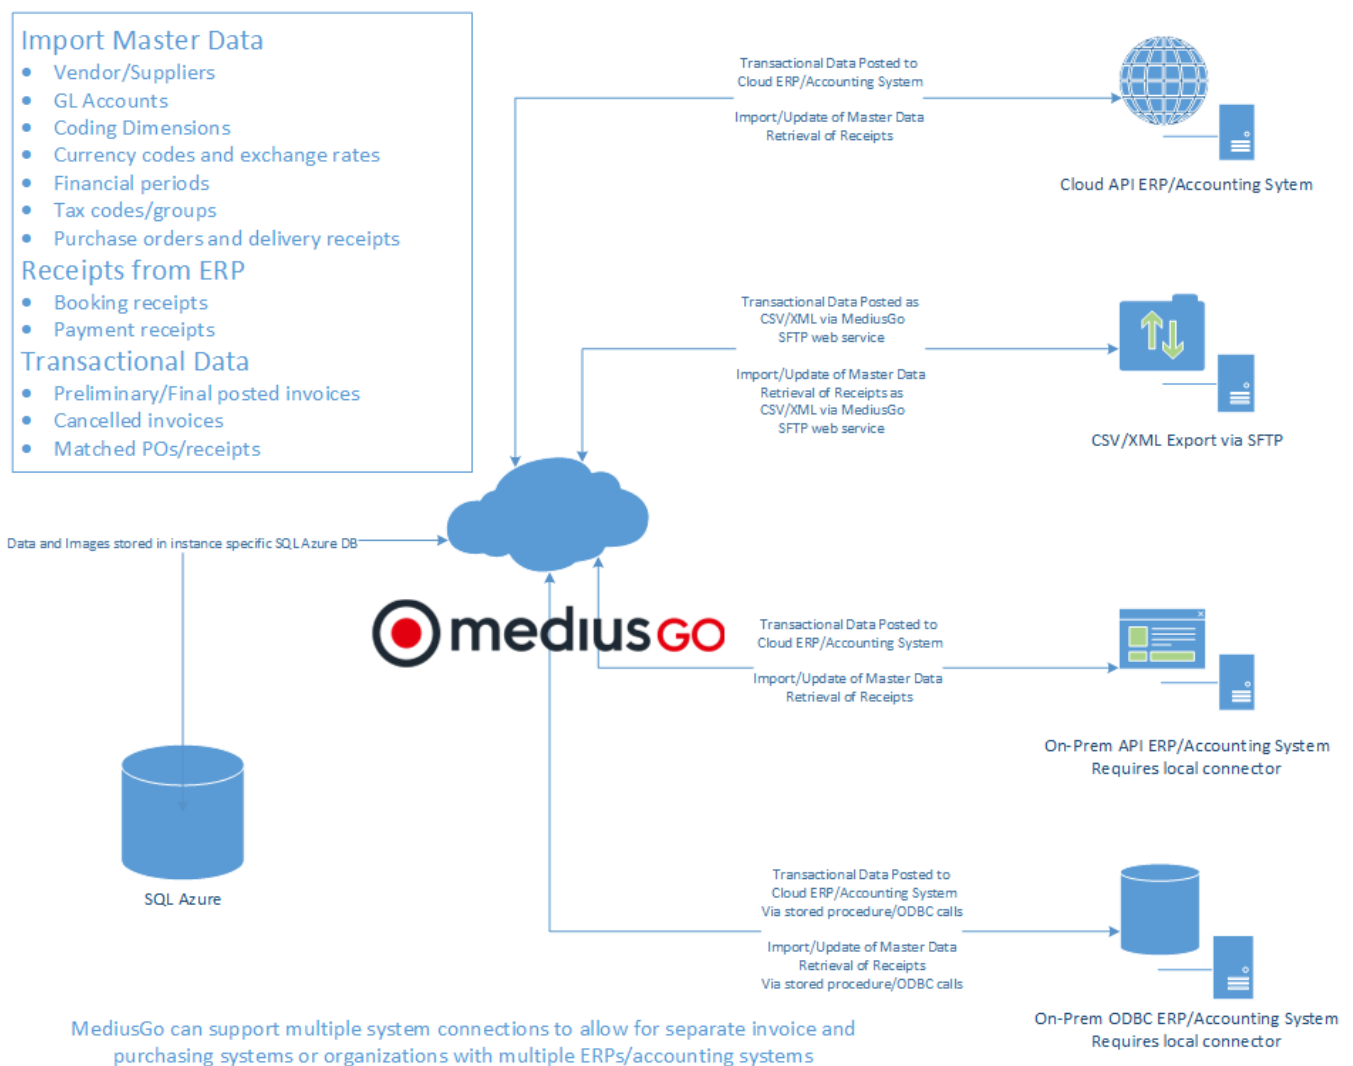 Import Master Data
Vendor/Suppliers
GL Accounts
Coding Dimensions
Currency codes and exchange rates
Financial periods
Tax codes/groups
Purchase orders and delivery receipts
Receipts from ERP
Booking receipts
Payment receipts
Transactional Data
Preliminary/Final posted invoices
Cancelled invoices
Matched POs/receipts
Transactional Data Posted to
Cloud ERP/Accounting System
Import/Update of Master Data
Retrieval of Receipts
Cloud API ERP/Accounting Sytem
Transactional Data Posted as
CSV/XML via MediusGo
SFTP web service
Import/Update of Master Data
Retrieval of Receipts as
CSV/XML via MediusGo
SFTP web service
CSV/XML Export via SFTP
Data and Images stored in instance specific SQL Azure DB
medius GO
Transactional Data Posted to
Cloud ERP/Accounting System
Import/Update of Master Data
Retrieval of Receipts
On-Prem API ERP/Accounting System
Requires local connector
SQL Azure
Transactional Data Posted to
Cloud ERP/Accounting System
Via stored procedure/ODBC calls
Import/Update of Master Data
Retrieval of Receipts
Via stored procedure/ODBC calls
On-Prem ODBC ERP/Accounting System
Requires local connector
MediusGo can support multiple system connections to allow for separate invoice and
purchasing systems or organizations with multiple ERPs/accounting systems